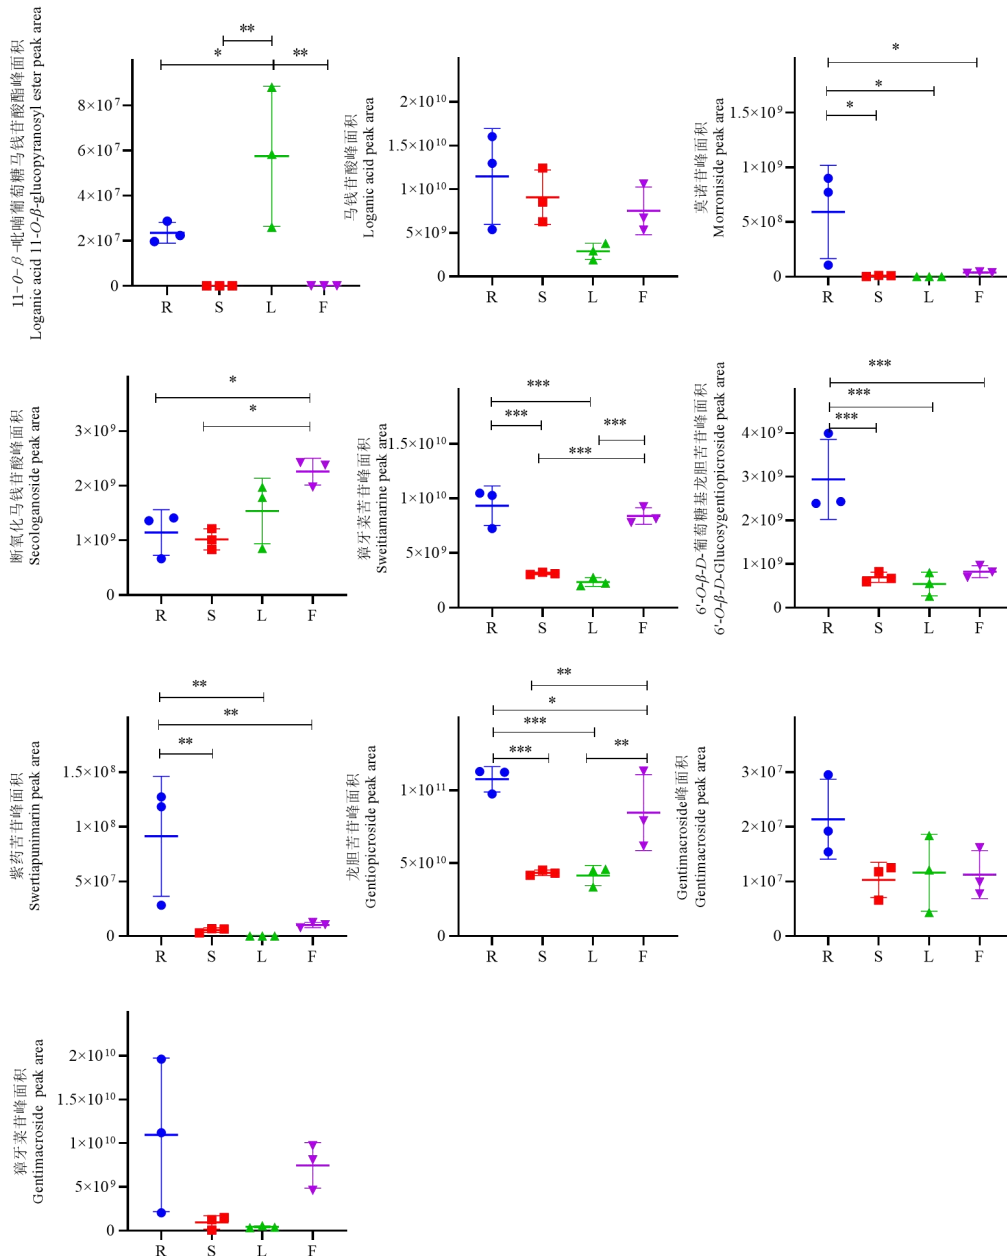 11-O-β-吡喃葡萄糖马钱苷酸酯峰面积
Loganic acid 11-O-β-glucopyranosyl ester peak area
8×10⁷
6×10⁷
4×10⁷
2×10⁷
0
R S L F
* ** **
马钱苷酸峰面积
Loganic acid peak area
2×10¹⁰
1.5×10¹⁰
1×10¹⁰
5×10⁹
0
R S L F
莫诺苷峰面积
Morroniside peak area
1.5×10⁹
1×10⁹
5×10⁸
0
R S L F
*
*
*
断氧化马钱苷酸峰面积
Secologanoside peak area
3×10⁹
2×10⁹
1×10⁹
0
R S L F
*
*
獐牙菜苦苷峰面积
Sweitiamarine peak area
1.5×10¹⁰
1×10¹⁰
5×10⁹
0
R S L F
***
***
***
***
6'-O-β-D-葡萄糖基龙胆苦苷峰面积
6'-O-β-D-Glucosygentiopicroside peak area
4×10⁹
3×10⁹
2×10⁹
1×10⁹
0
R S L F
***
***
***
紫药苦苷峰面积
Swertiapunimarin peak area
1.5×10⁸
1×10⁸
5×10⁷
0
R S L F
**
**
**
龙胆苦苷峰面积
Gentiopicroside peak area
1×10¹¹
5×10¹⁰
0
R S L F
**
*
***
***
**
Gentimacroside峰面积
Gentimacroside peak area
3×10⁷
2×10⁷
1×10⁷
0
R S L F
獐牙菜苷峰面积
Gentimacroside peak area
2×10¹⁰
1.5×10¹⁰
1×10¹⁰
5×10⁹
0
R S L F